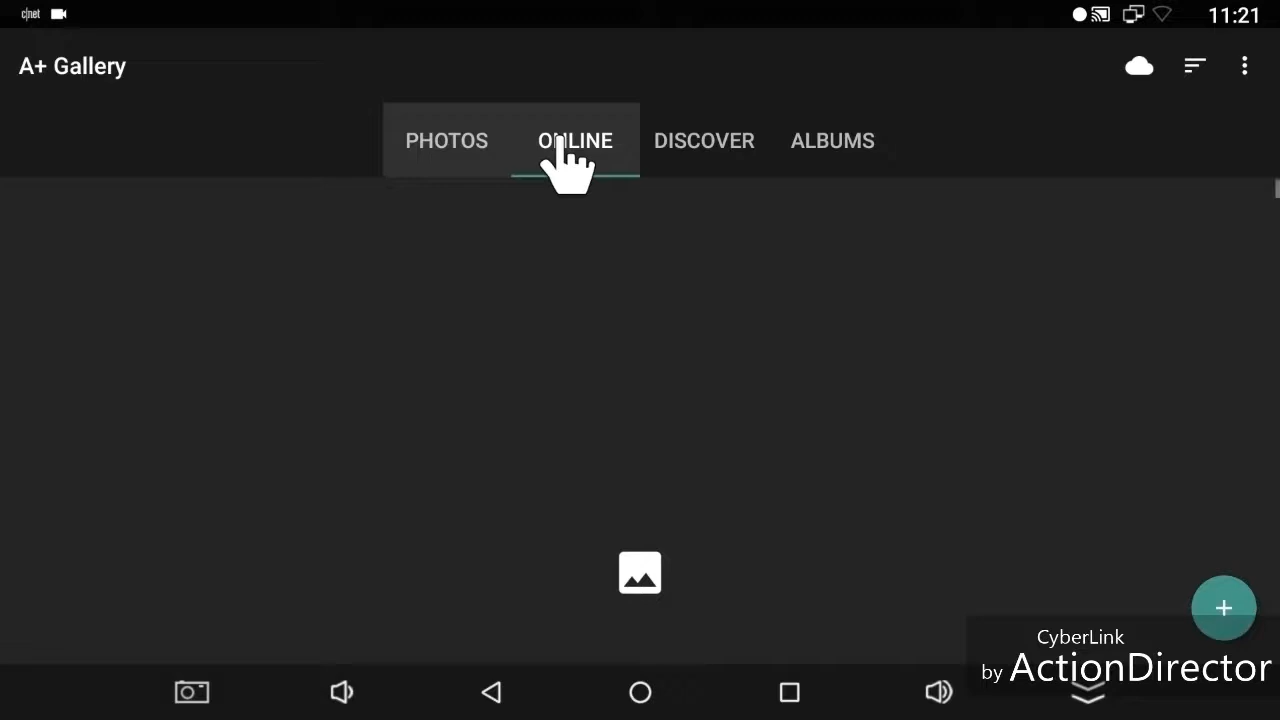 c|net
11:21
A+ Gallery
PHOTOS ONLINE DISCOVER ALBUMS
CyberLink
by ActionDirector